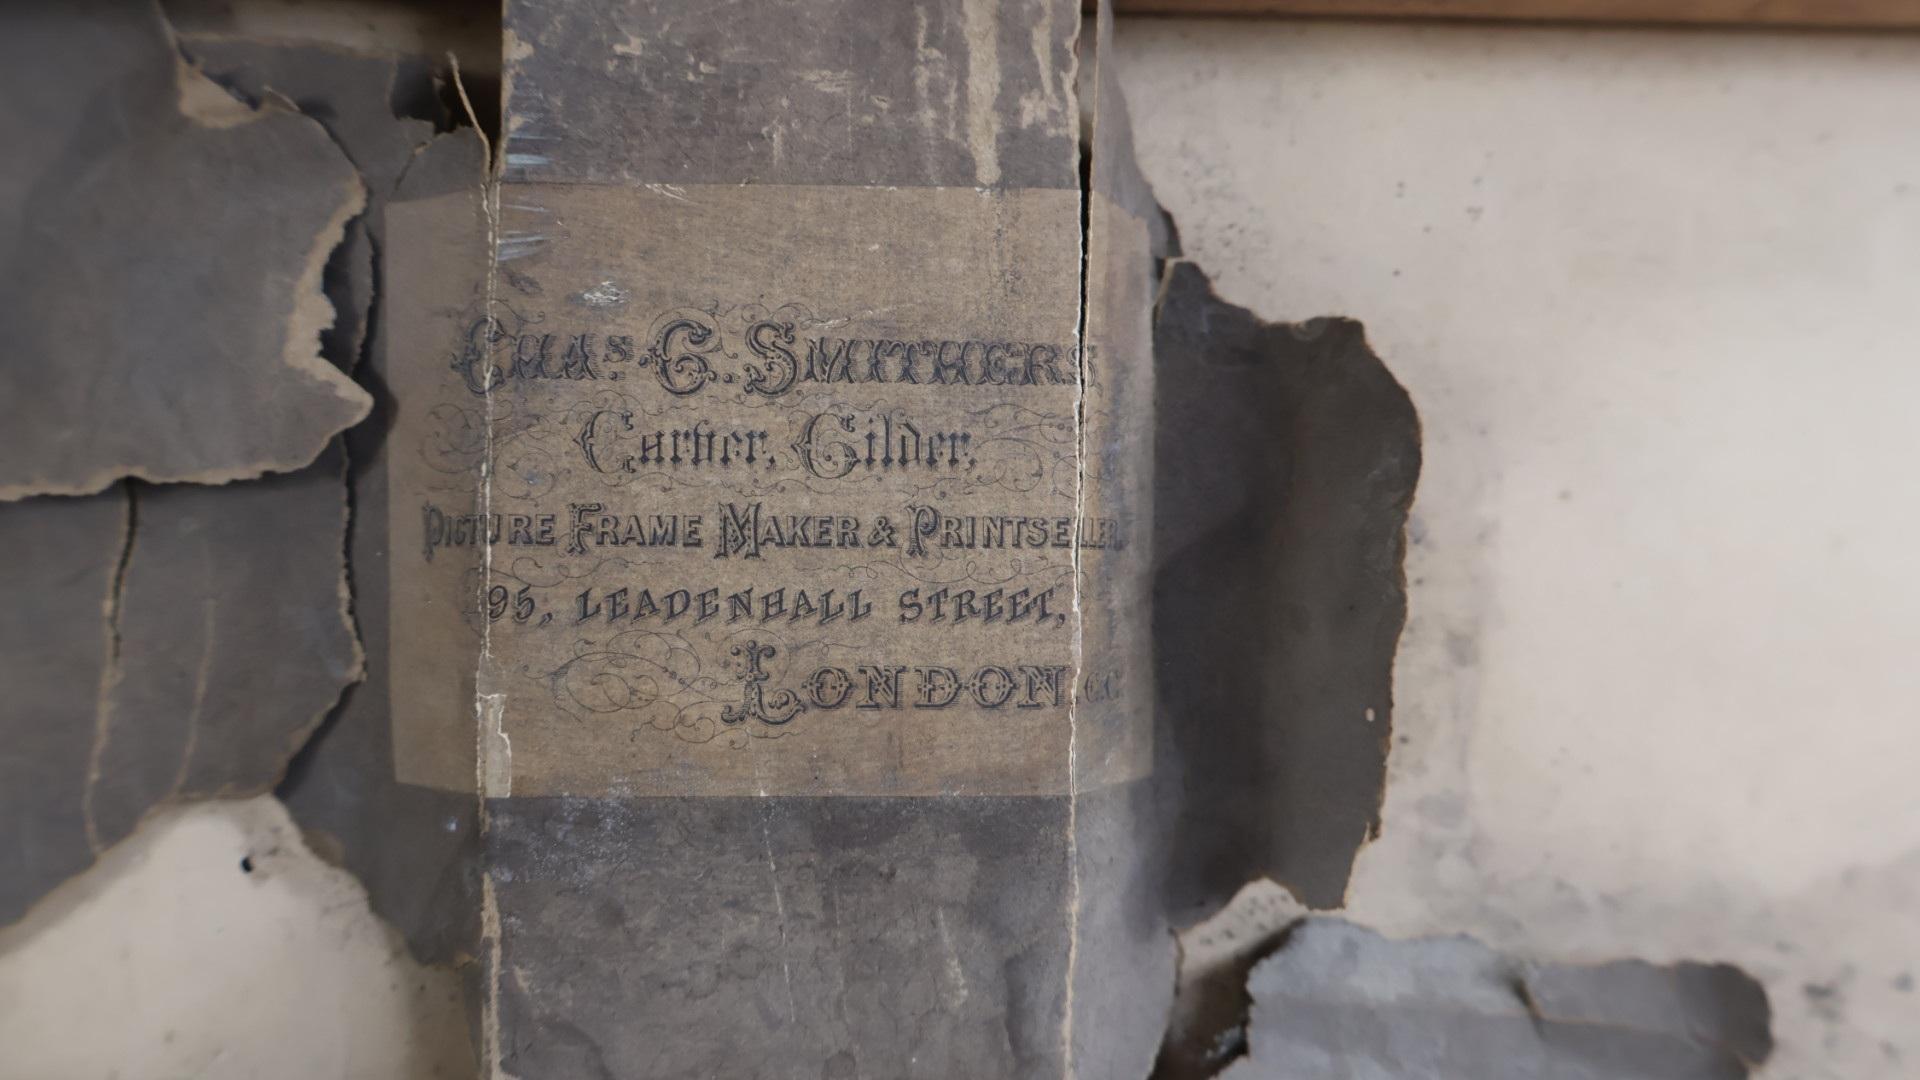 Chas. G. Smithers
Carver, Gilder,
Picture Frame Maker & Printseller,
95, Leadenhall Street,
London, E.C.